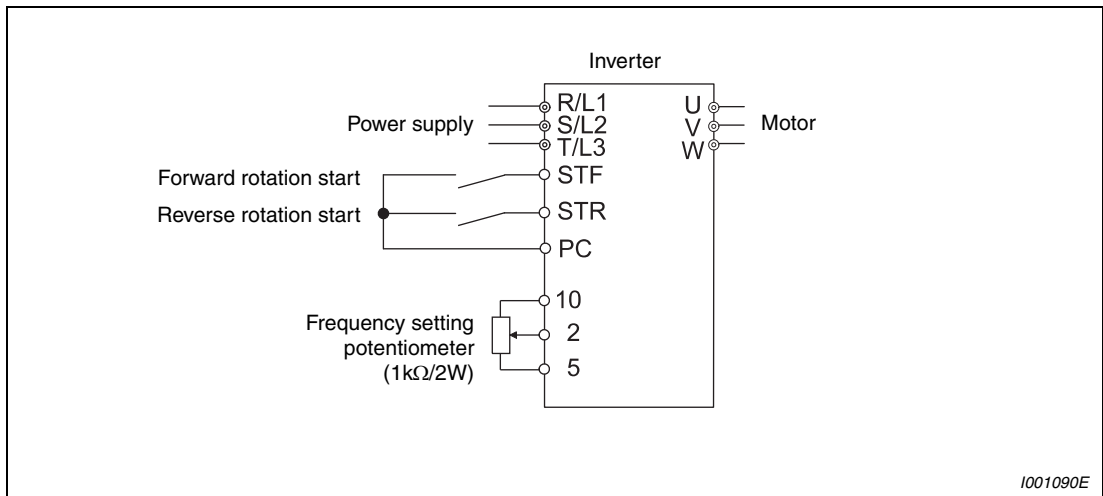 Inverter
R/L1
U
Power supply
S/L2
V
Motor
T/L3
W
Forward rotation start
STF
Reverse rotation start
STR
PC
10
Frequency setting
potentiometer
(1kΩ/2W)
2
5
I001090E